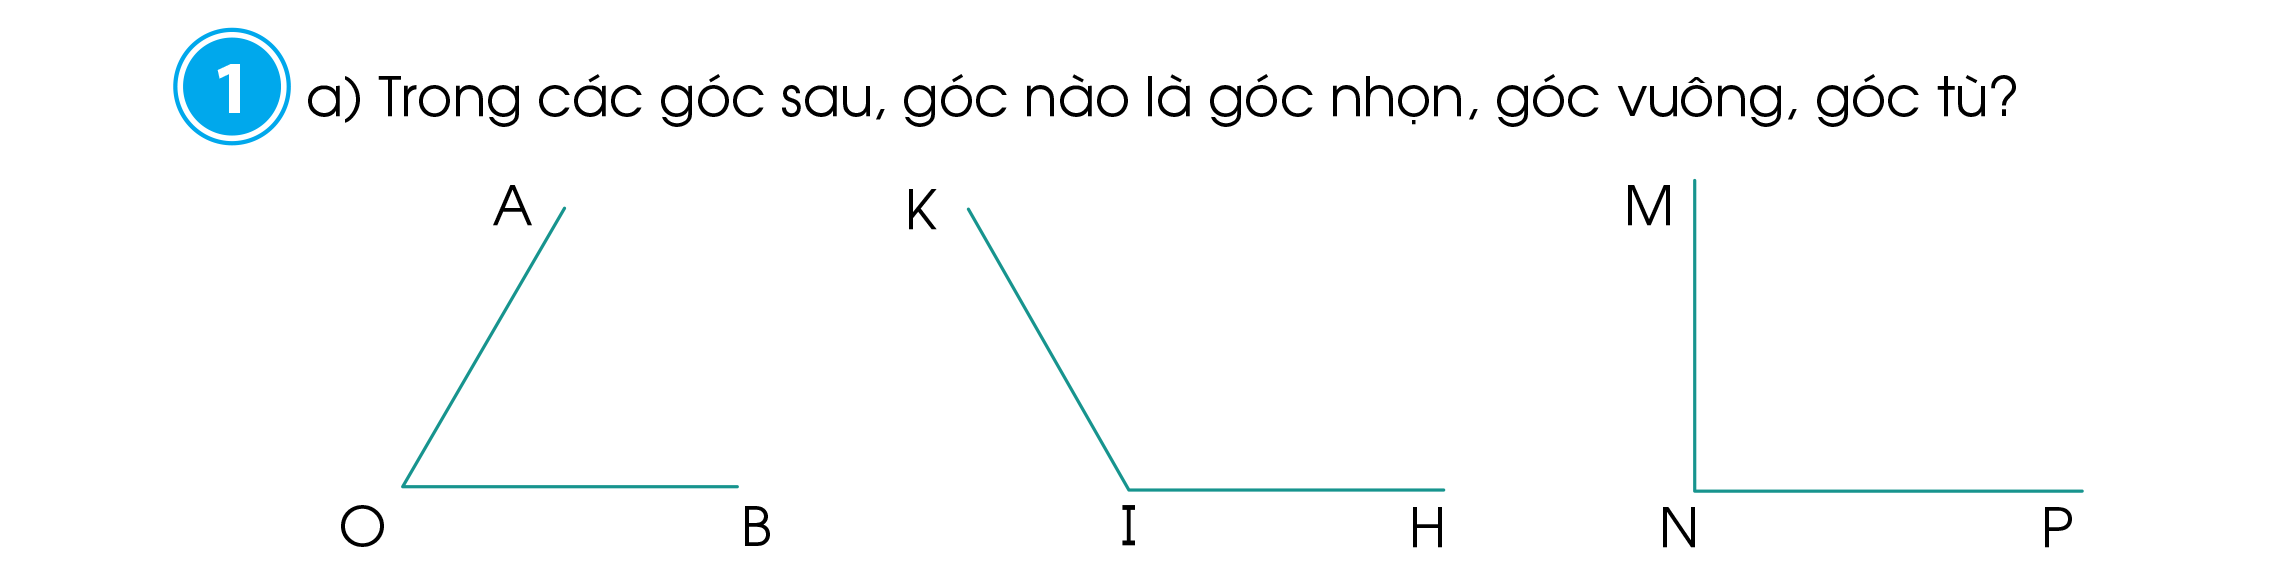 1 a) Trong các góc sau, góc nào là góc nhọn, góc vuông, góc tù?
A K M
O B I H N P